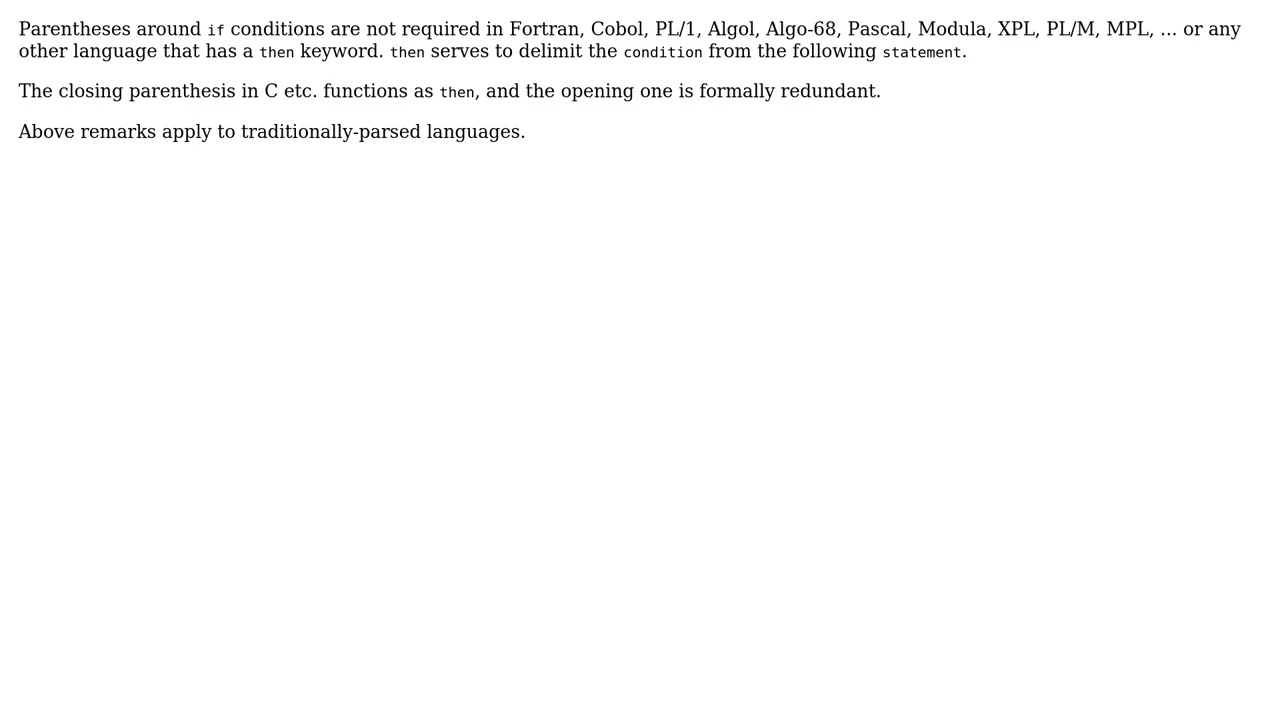 Parentheses around if conditions are not required in Fortran, Cobol, PL/1, Algol, Algo-68, Pascal, Modula, XPL, PL/M, MPL, ... or any
other language that has a then keyword. then serves to delimit the condition from the following statement.
The closing parenthesis in C etc. functions as then, and the opening one is formally redundant.
Above remarks apply to traditionally-parsed languages.